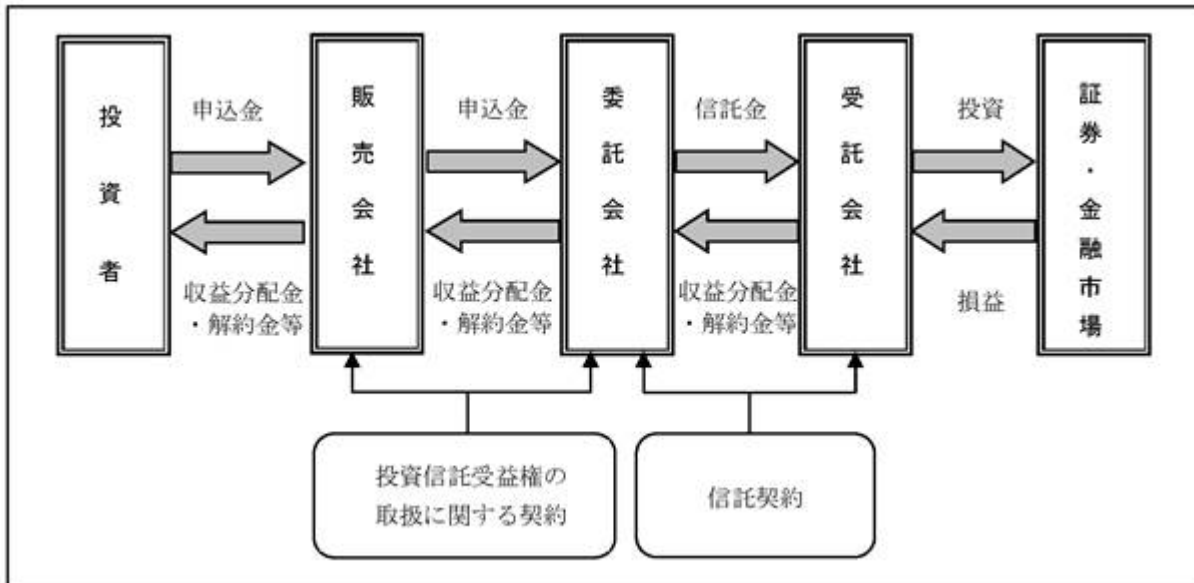 投資者
申込金
収益分配金
・解約金等
販売会社
申込金
収益分配金
・解約金等
委託会社
信託金
収益分配金
・解約金等
受託会社
投資
損益
証券・金融市場
投資信託受益権の
取扱に関する契約
信託契約